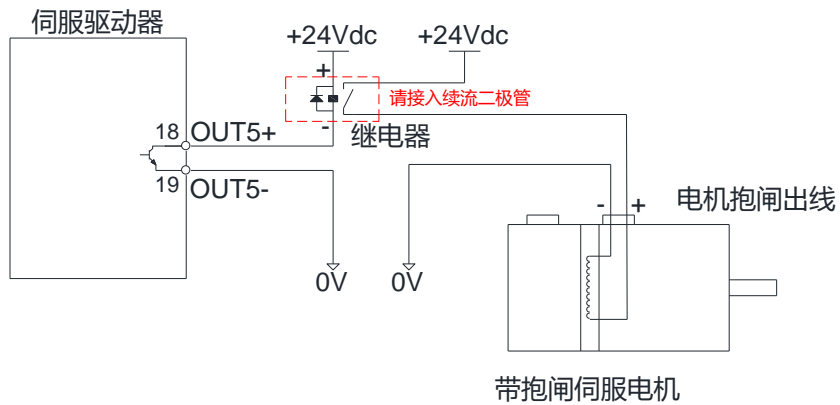 伺服驱动器
+24Vdc +24Vdc
+
请接入续流二极管
-
继电器
18 OUT5+
19 OUT5-
- +
电机抱闸出线
0V 0V
带抱闸伺服电机